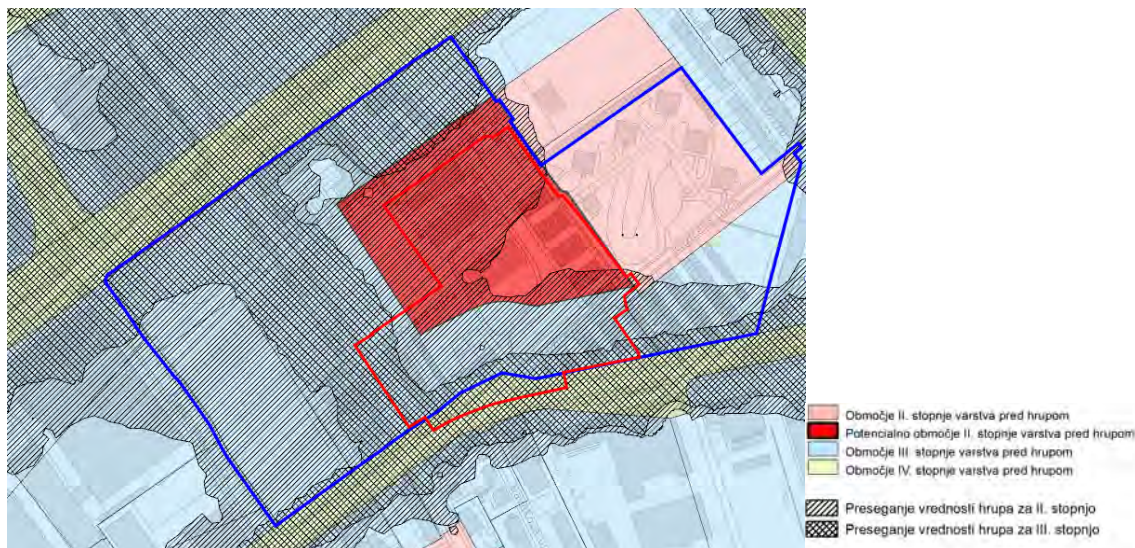 Območje II. stopnje varstva pred hrupom
Potencialno območje II. stopnje varstva pred hrupom
Območje III. stopnje varstva pred hrupom
Območje IV. stopnje varstva pred hrupom
Preseganje vrednosti hrupa za II. stopnjo
Preseganje vrednosti hrupa za III. stopnjo